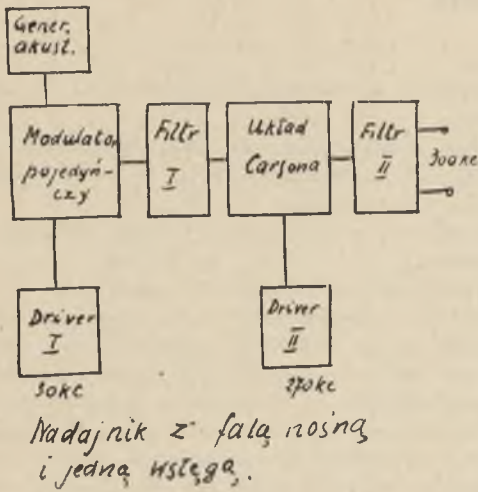 Gener.
akust.
Modulator
pojedyń-
czy
Filtr
I
Układ
Carsona
Filtr
II
300kc
Driver
I
30kc
Driver
II
270kc
Nadajnik z falą nośną
i jedną wstęgą.